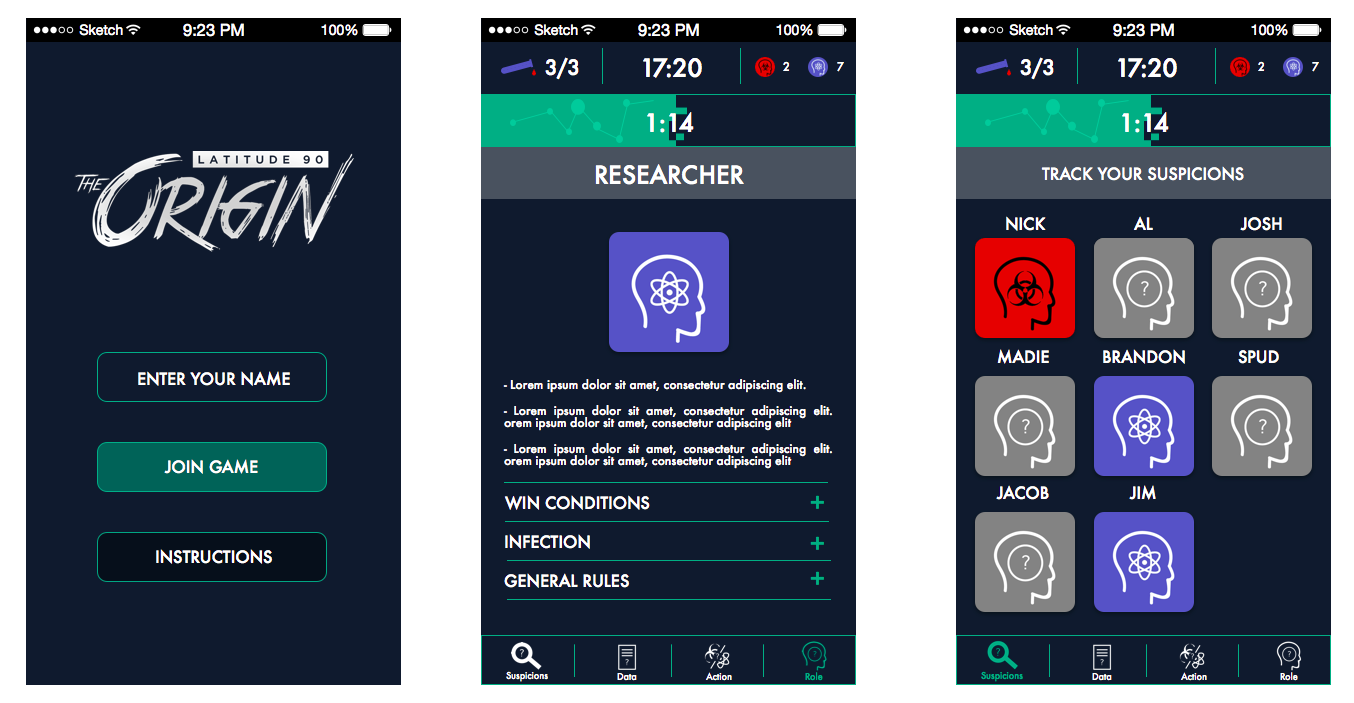 Sketch 9:23 PM 100%
LATITUDE 90
THE ORIGIN
ENTER YOUR NAME
JOIN GAME
INSTRUCTIONS
Sketch 9:23 PM 100%
3/3 17:20 2 7
1:14
RESEARCHER
- Lorem ipsum dolor sit amet, consectetur adipiscing elit.
- Lorem ipsum dolor sit amet, consectetur adipiscing elit.
orem ipsum dolor sit amet, consectetur adipiscing elit
- Lorem ipsum dolor sit amet, consectetur adipiscing elit.
orem ipsum dolor sit amet, consectetur adipiscing elit
WIN CONDITIONS +
INFECTION +
GENERAL RULES +
? ? ?
Suspicions Data Action Role
Sketch 9:23 PM 100%
3/3 17:20 2 7
1:14
TRACK YOUR SUSPICIONS
NICK AL JOSH
? ?
MADIE BRANDON SPUD
? ?
JACOB JIM
?
? ? ?
Suspicions Data Action Role